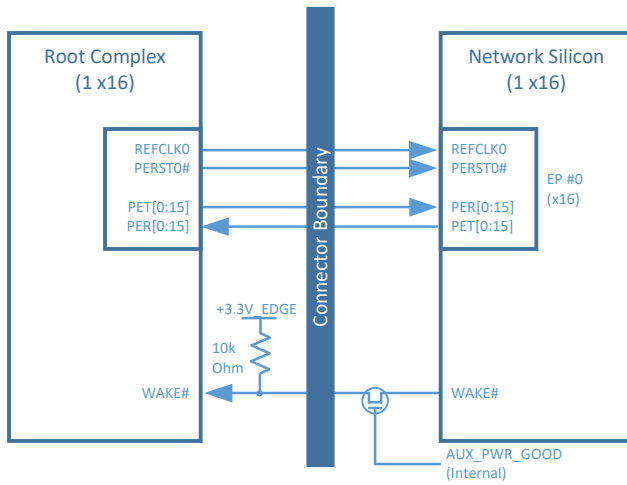 Root Complex
(1 x16)
REFCLK0
PERST0#
PET[0:15]
PER[0:15]
+3.3V_EDGE
10k
Ohm
WAKE#
Connector Boundary
Network Silicon
(1 x16)
REFCLK0
PERST0#
PER[0:15]
PET[0:15]
EP #0
(x16)
WAKE#
AUX_PWR_GOOD
(Internal)